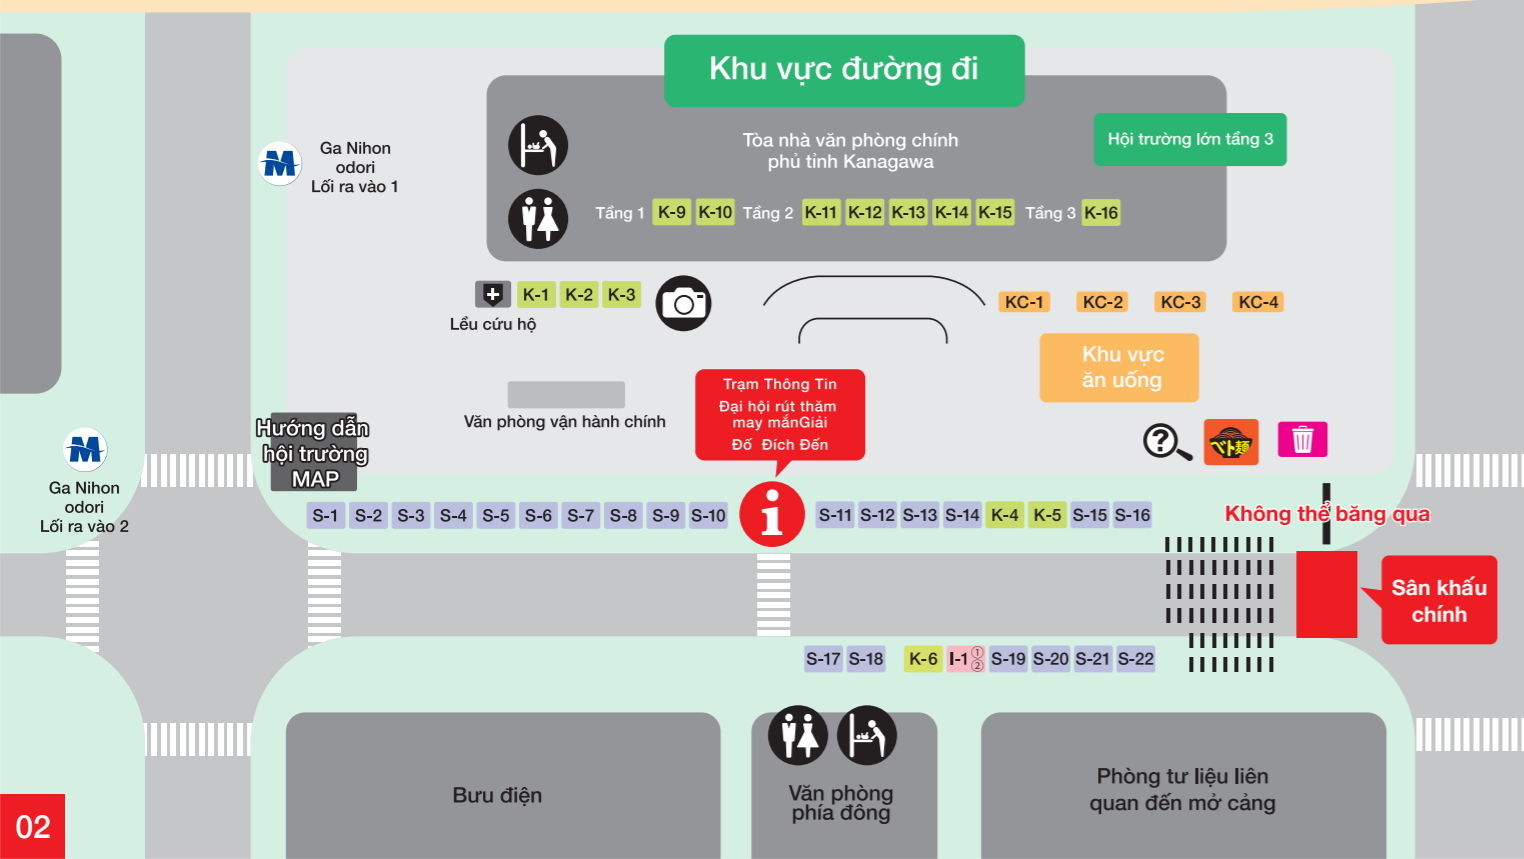 Khu vực đường đi
Tòa nhà văn phòng chính
phủ tỉnh Kanagawa
Hội trường lớn tầng 3
Ga Nihon
odori
Lối ra vào 1
Tầng 1 K-9 K-10 Tầng 2 K-11 K-12 K-13 K-14 K-15 Tầng 3 K-16
K-1 K-2 K-3
Lều cứu hộ
KC-1 KC-2 KC-3 KC-4
Khu vực
ăn uống
Trạm Thông Tin
Đại hội rút thăm
may mắnGiải
Đố Đích Đến
Văn phòng vận hành chính
Hướng dẫn
hội trường
MAP
ベト麺
Ga Nihon
odori
Lối ra vào 2
S-1 S-2 S-3 S-4 S-5 S-6 S-7 S-8 S-9 S-10 i S-11 S-12 S-13 S-14 K-4 K-5 S-15 S-16
Không thể băng qua
Sân khấu
chính
S-17 S-18 K-6 I-1 ① ② S-19 S-20 S-21 S-22
Bưu điện
Văn phòng
phía đông
Phòng tư liệu liên
quan đến mở cảng
02